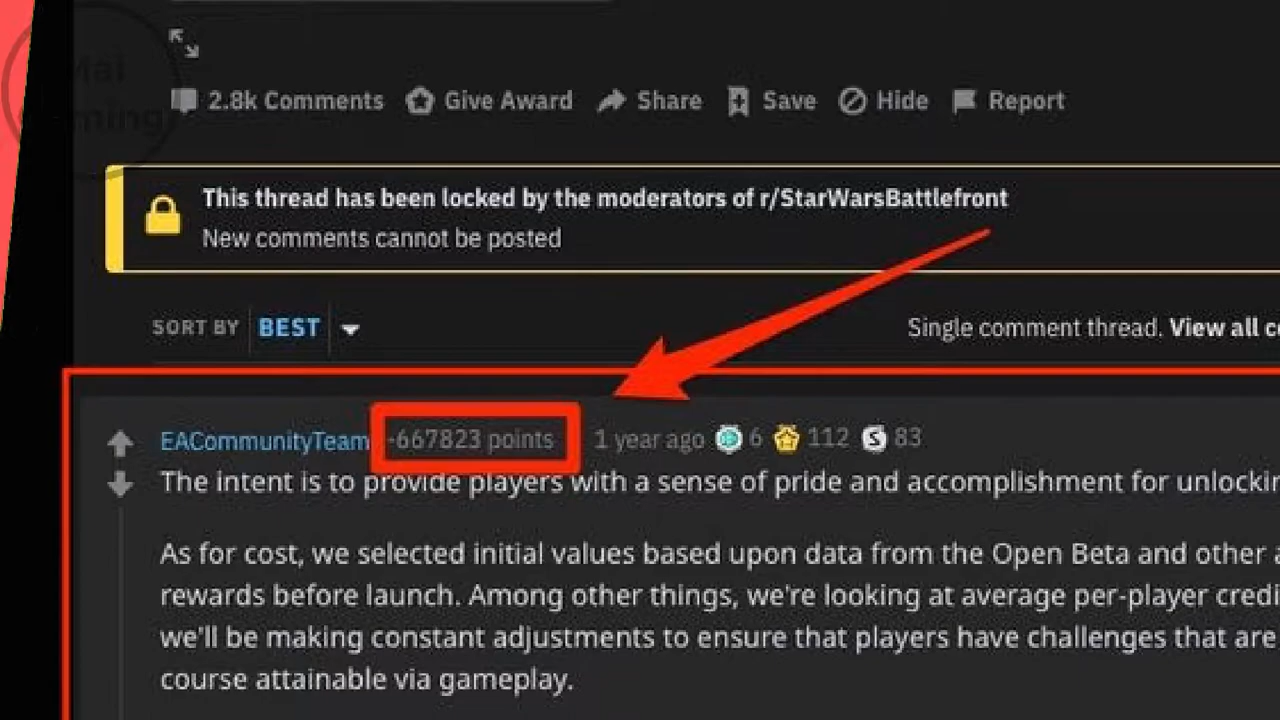 2.8k Comments Give Award Share Save Hide Report
This thread has been locked by the moderators of r/StarWarsBattlefront
New comments cannot be posted
SORT BY BEST
Single comment thread. View all
EACommunityTeam -667823 points 1 year ago 6 112 83
The intent is to provide players with a sense of pride and accomplishment for
As for cost, we selected initial values based upon data from the Open Beta and other
rewards before launch. Among other things, we're looking at average per-player
we'll be making constant adjustments to ensure that players have challenges that are
course attainable via gameplay.